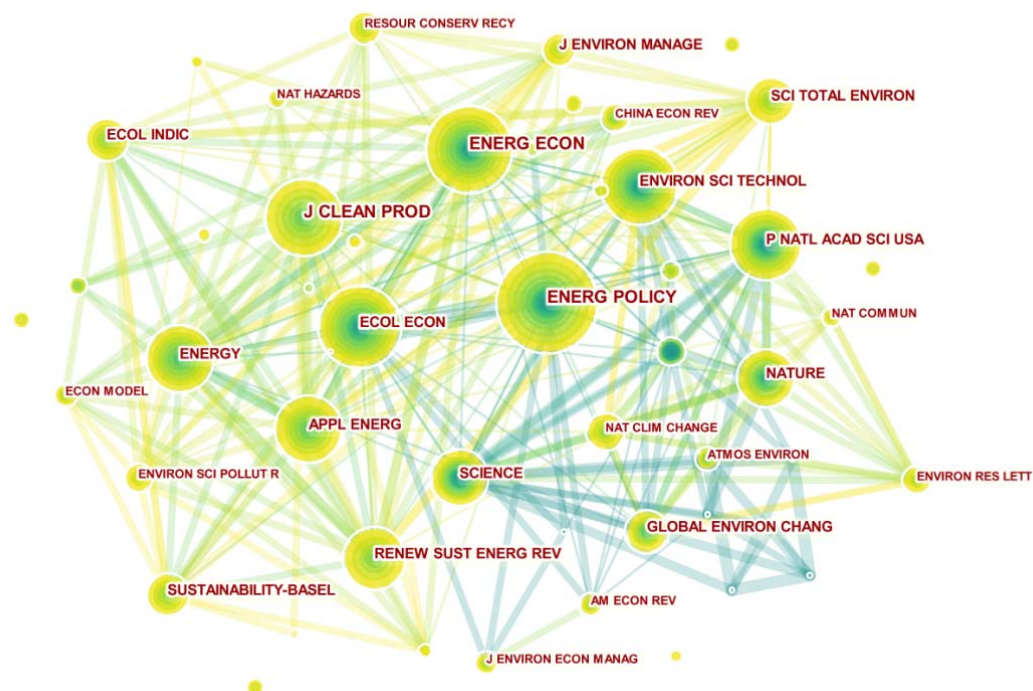 RESOUR CONSERV RECY
J ENVIRON MANAGE
NAT HAZARDS
SCI TOTAL ENVIRON
CHINA ECON REV
ECOL INDIC
ENERG ECON
ENVIRON SCI TECHNOL
J CLEAN PROD
P NATL ACAD SCI USA
ENERG POLICY
NAT COMMUN
ECOL ECON
ENERGY
NATURE
ECON MODEL
APPL ENERG
NAT CLIM CHANGE
ATMOS ENVIRON
ENVIRON SCI POLLUT R
SCIENCE
ENVIRON RES LETT
GLOBAL ENVIRON CHANG
RENEW SUST ENERG REV
SUSTAINABILITY-BASEL
AM ECON REV
J ENVIRON ECON MANAG